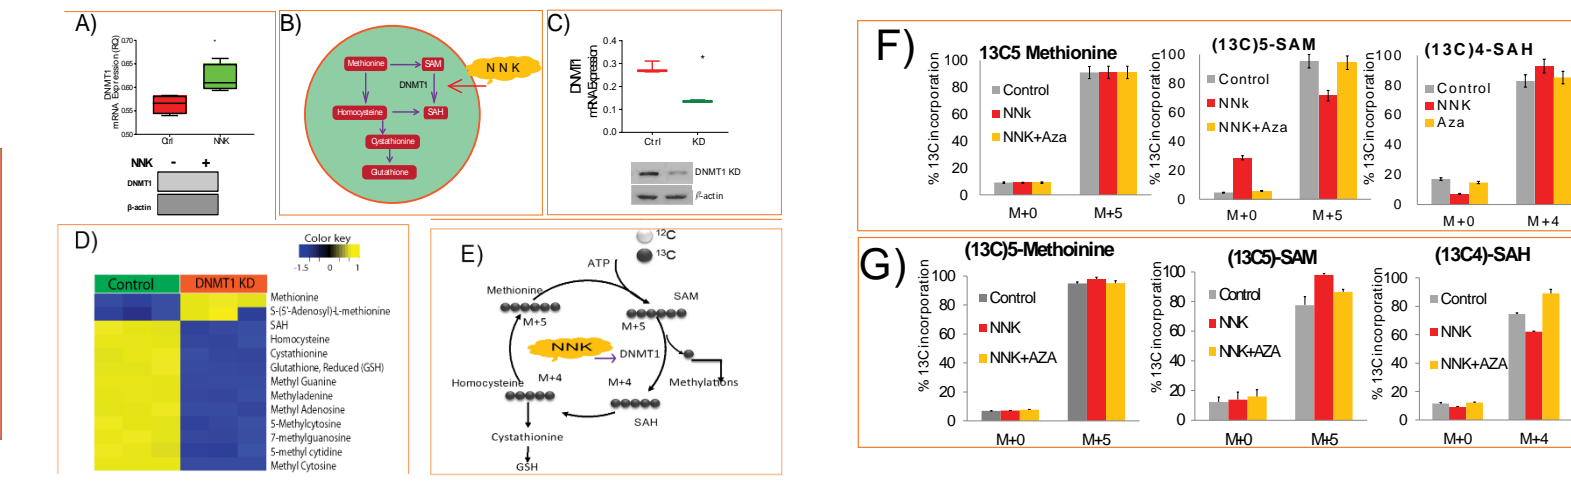 A)
DNMT1
mRNA Expression (RQ)
0.70
0.65
0.60
0.55
0.50
*
Ctrl
NNK
NNK - +
DNMT1
β-actin
B)
Methionine
SAM
DNMT1
NNK
Homocysteine
SAH
Cystathionine
Glutathione
C)
DNMT1
mRNA Expression
0.4
0.3
0.2
0.1
0.0
*
Ctrl
KD
DNMT1 KD
β-actin
D)
Color key
-1.5 0 1
Control
DNMT1 KD
Methionine
S-(5'-Adenosyl)-L-methionine
SAH
Homocysteine
Cystathionine
Glutathione, Reduced (GSH)
Methyl Guanine
Methyladenine
Methyl Adenosine
5-Methylcytosine
7-methylguanosine
5-methyl cytidine
Methyl Cytosine
E)
12C
13C
ATP
Methionine
M+5
SAM
M+5
NNK
DNMT1
Homocysteine
M+4
M+4
Methylations
SAH
Cystathionine
GSH
F)
13C5 Methionine
% 13C incorporation
100
80
60
40
20
0
Control
NNk
NNK+Aza
M+0
M+5
(13C)5-SAM
% 13C incorporation
100
80
60
40
20
0
Control
NNk
NNK+Aza
M+0
M+5
(13C)4-SAH
% 13C incorporation
100
80
60
40
20
0
Control
NNK
Aza
M+0
M+4
G)
(13C)5-Methoinine
% 13C incorporation
100
80
60
40
20
0
Control
NNK
NNK+AZA
M+0
M+5
(13C5)-SAM
% 13C incorporation
100
80
60
40
20
0
Control
NNK
NNK+AZA
M+0
M+5
(13C4)-SAH
% 13C incorporation
100
80
60
40
20
0
Control
NNK
NNK+AZA
M+0
M+4